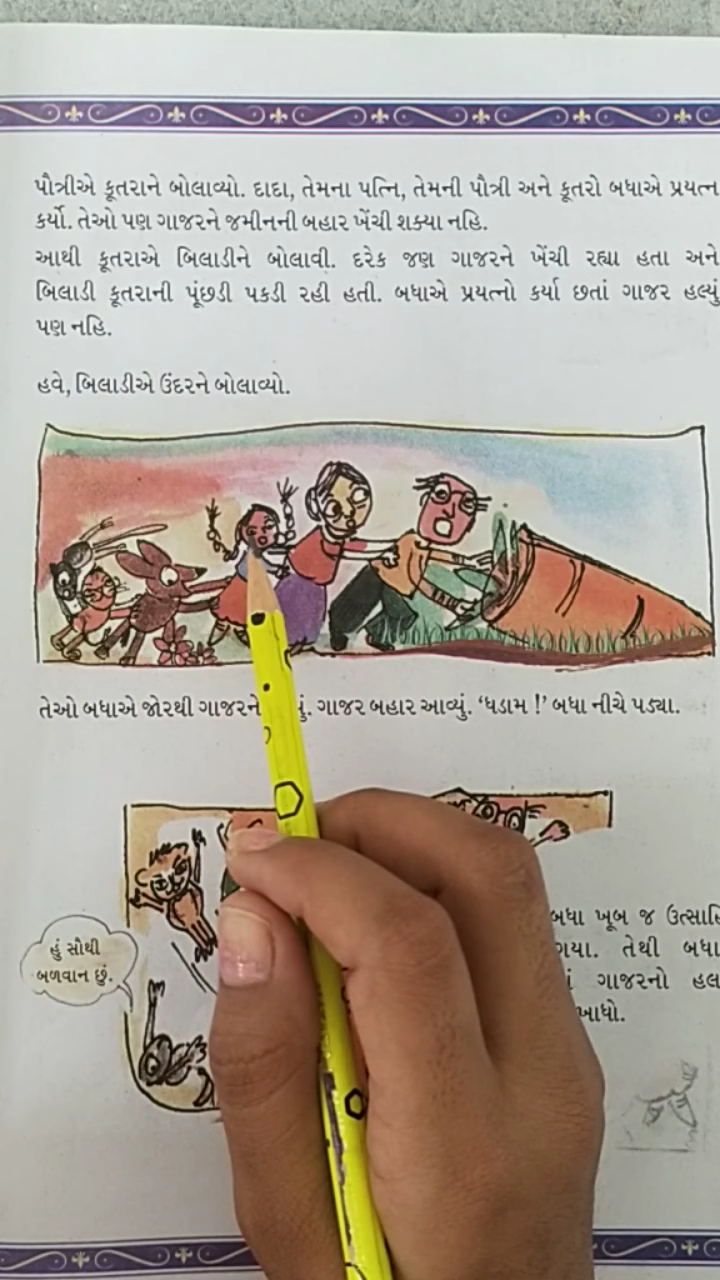 પૌત્રીએ કૂતરાને બોલાવ્યો. દાદા, તેમના પત્નિ, તેમની પૌત્રી અને કૂતરો બધાએ પ્રયત્ન
કર્યો. તેઓ પણ ગાજરને જમીનની બહાર ખેંચી શક્યા નહિ.
આથી કૂતરાએ બિલાડીને બોલાવી. દરેક જણ ગાજરને ખેંચી રહ્યા હતા અને
બિલાડી કૂતરાની પૂંછડી પકડી રહી હતી. બધાએ પ્રયત્નો કર્યા છતાં ગાજર હલ્યું
પણ નહિ.
હવે, બિલાડીએ ઉંદરને બોલાવ્યો.
તેઓ બધાએ જોરથી ગાજરને ગાજર બહાર આવ્યું. ‘ધડામ !’ બધા નીચે પડ્યા.
હું સૌથી
બળવાન છું.
બધા ખૂબ જ
ગયા. તેથી બધા
ગાજરનો
ખાધો.